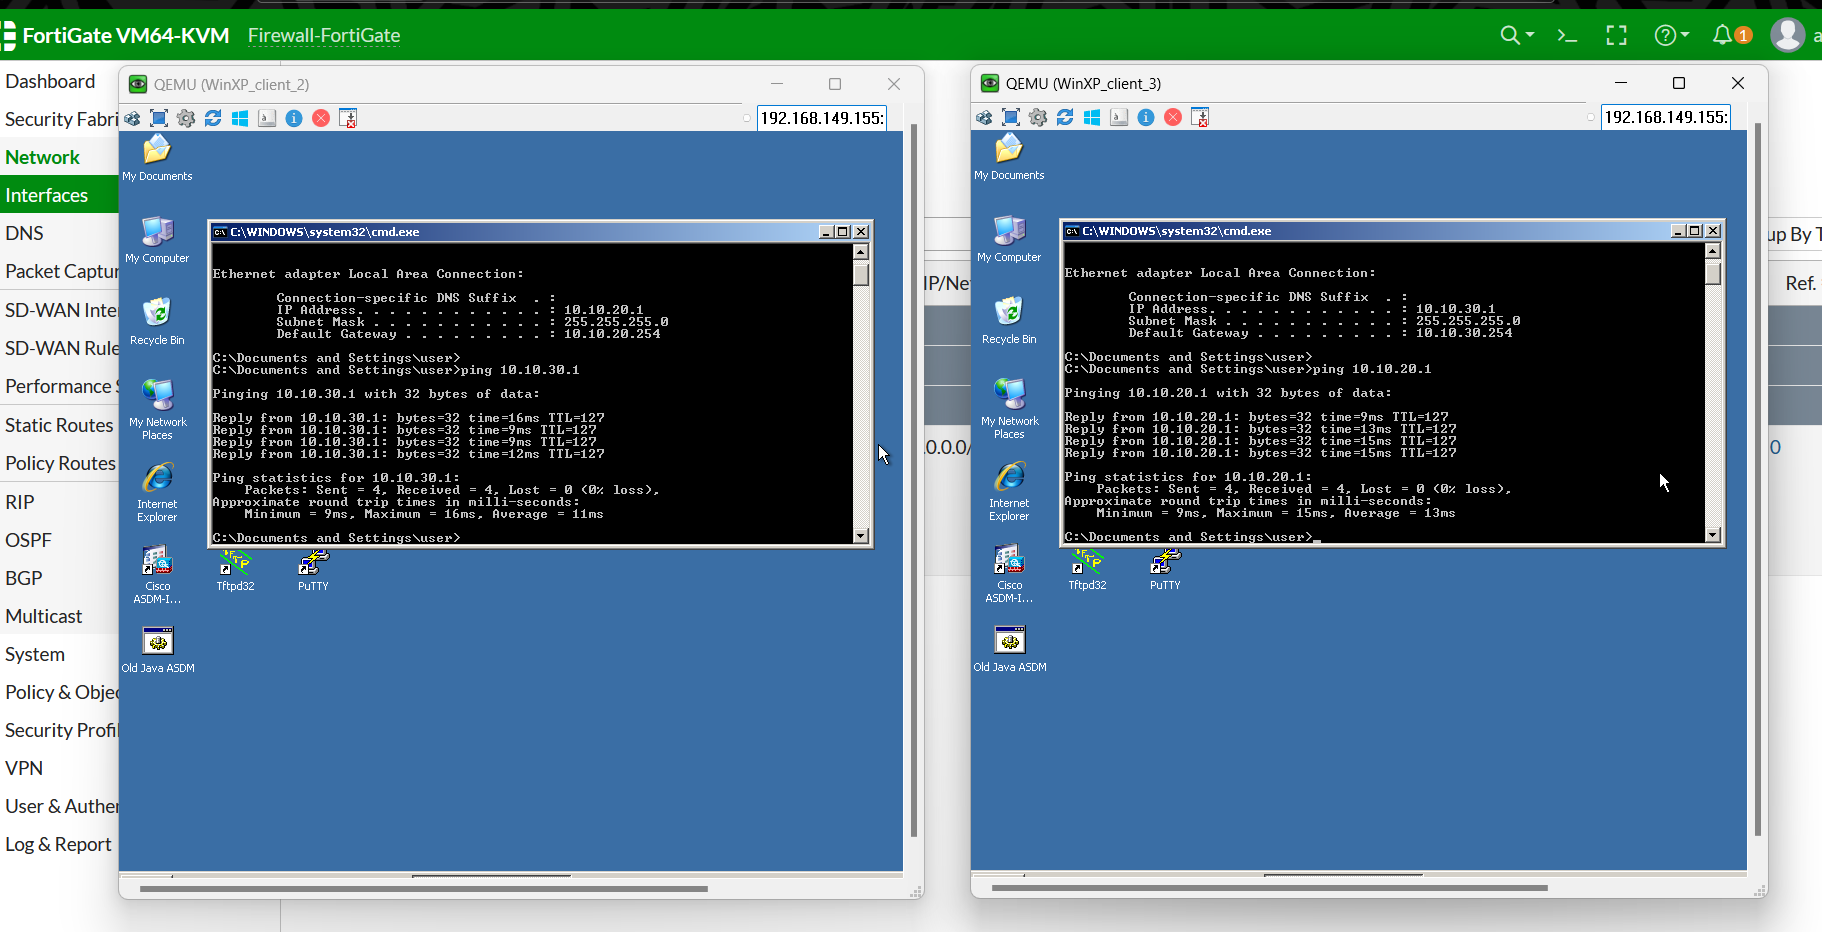 FortiGate VM64-KVM Firewall-FortiGate
1
Dashboard
Security Fabri
Network
Interfaces
DNS
Packet Captur
SD-WAN Inte
SD-WAN Rule
Performance S
Static Routes
Policy Routes
RIP
OSPF
BGP
Multicast
System
Policy & Objec
Security Profil
VPN
User & Authen
Log & Report
QEMU (WinXP_client_2)
192.168.149.155:
My Documents
My Computer
Recycle Bin
My Network
Places
Internet
Explorer
Cisco
ASDM-I...
Tftpd32
PuTTY
Old Java ASDM
C:\WINDOWS\system32\cmd.exe
Ethernet adapter Local Area Connection:
Connection-specific DNS Suffix . :
IP Address. . . . . . . . . . . . : 10.10.20.1
Subnet Mask . . . . . . . . . . . : 255.255.255.0
Default Gateway . . . . . . . . . : 10.10.20.254
C:\Documents and Settings\user>
C:\Documents and Settings\user>ping 10.10.30.1
Pinging 10.10.30.1 with 32 bytes of data:
Reply from 10.10.30.1: bytes=32 time=16ms TTL=127
Reply from 10.10.30.1: bytes=32 time=9ms TTL=127
Reply from 10.10.30.1: bytes=32 time=9ms TTL=127
Reply from 10.10.30.1: bytes=32 time=12ms TTL=127
Ping statistics for 10.10.30.1:
Packets: Sent = 4, Received = 4, Lost = 0 (0% loss),
Approximate round trip times in milli-seconds:
Minimum = 9ms, Maximum = 16ms, Average = 11ms
C:\Documents and Settings\user>
IP/Ne
.0.0.0/
QEMU (WinXP_client_3)
192.168.149.155:
My Documents
My Computer
Recycle Bin
My Network
Places
Internet
Explorer
Cisco
ASDM-I...
Tftpd32
PuTTY
Old Java ASDM
C:\WINDOWS\system32\cmd.exe
Ethernet adapter Local Area Connection:
Connection-specific DNS Suffix . :
IP Address. . . . . . . . . . . . : 10.10.30.1
Subnet Mask . . . . . . . . . . . : 255.255.255.0
Default Gateway . . . . . . . . . : 10.10.30.254
C:\Documents and Settings\user>
C:\Documents and Settings\user>ping 10.10.20.1
Pinging 10.10.20.1 with 32 bytes of data:
Reply from 10.10.20.1: bytes=32 time=9ms TTL=127
Reply from 10.10.20.1: bytes=32 time=13ms TTL=127
Reply from 10.10.20.1: bytes=32 time=15ms TTL=127
Reply from 10.10.20.1: bytes=32 time=15ms TTL=127
Ping statistics for 10.10.20.1:
Packets: Sent = 4, Received = 4, Lost = 0 (0% loss),
Approximate round trip times in milli-seconds:
Minimum = 9ms, Maximum = 15ms, Average = 13ms
C:\Documents and Settings\user>_
up By T
Ref.
0